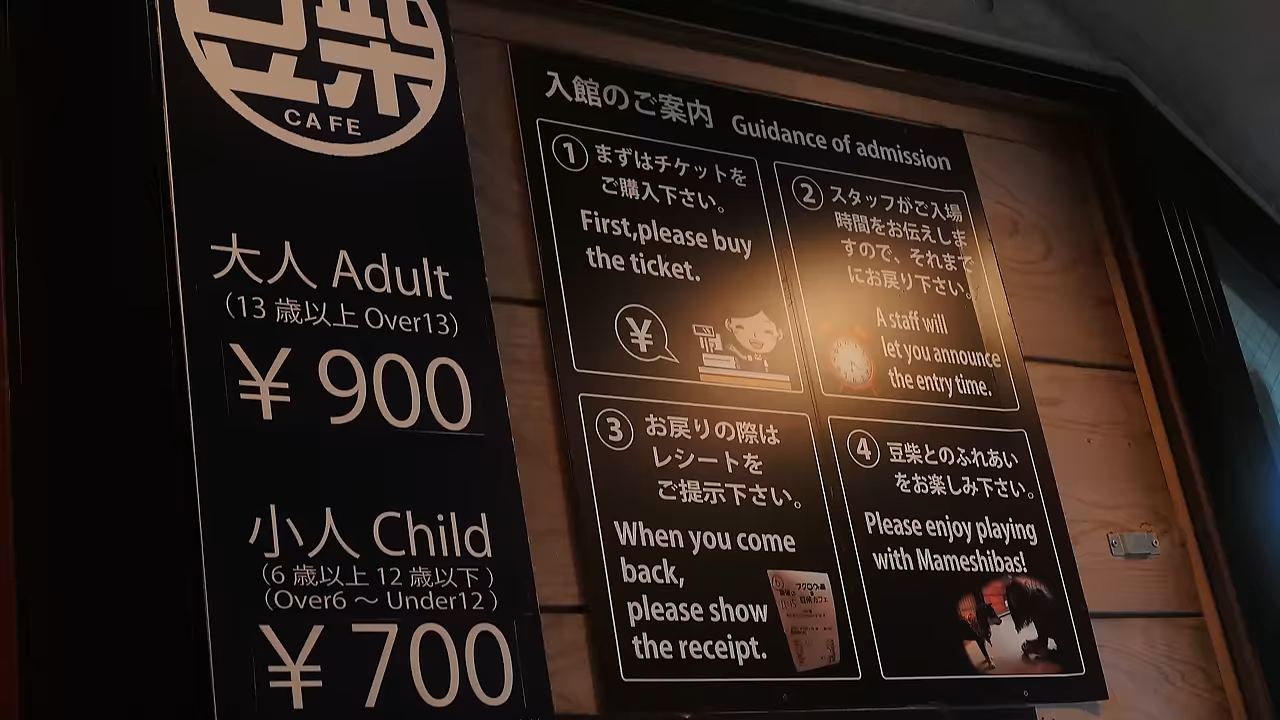 豆柴
CAFE
大人 Adult
（13 歳以上 Over13）
￥900
小人 Child
（6 歳以上 12 歳以下）
（Over6 ～ Under12）
￥700
入館のご案内 Guidance of admission
① まずはチケットを
ご購入下さい。
First,please buy
the ticket.
¥
② スタッフがご入場
時間をお伝えしま
すので、それまで
にお戻り下さい。
A staff will
let you announce
the entry time.
③ お戻りの際は
レシートを
ご提示下さい。
When you come
back,
please show
the receipt.
④ 豆柴とのふれあい
をお楽しみ下さい。
Please enjoy playing
with Mameshibas!